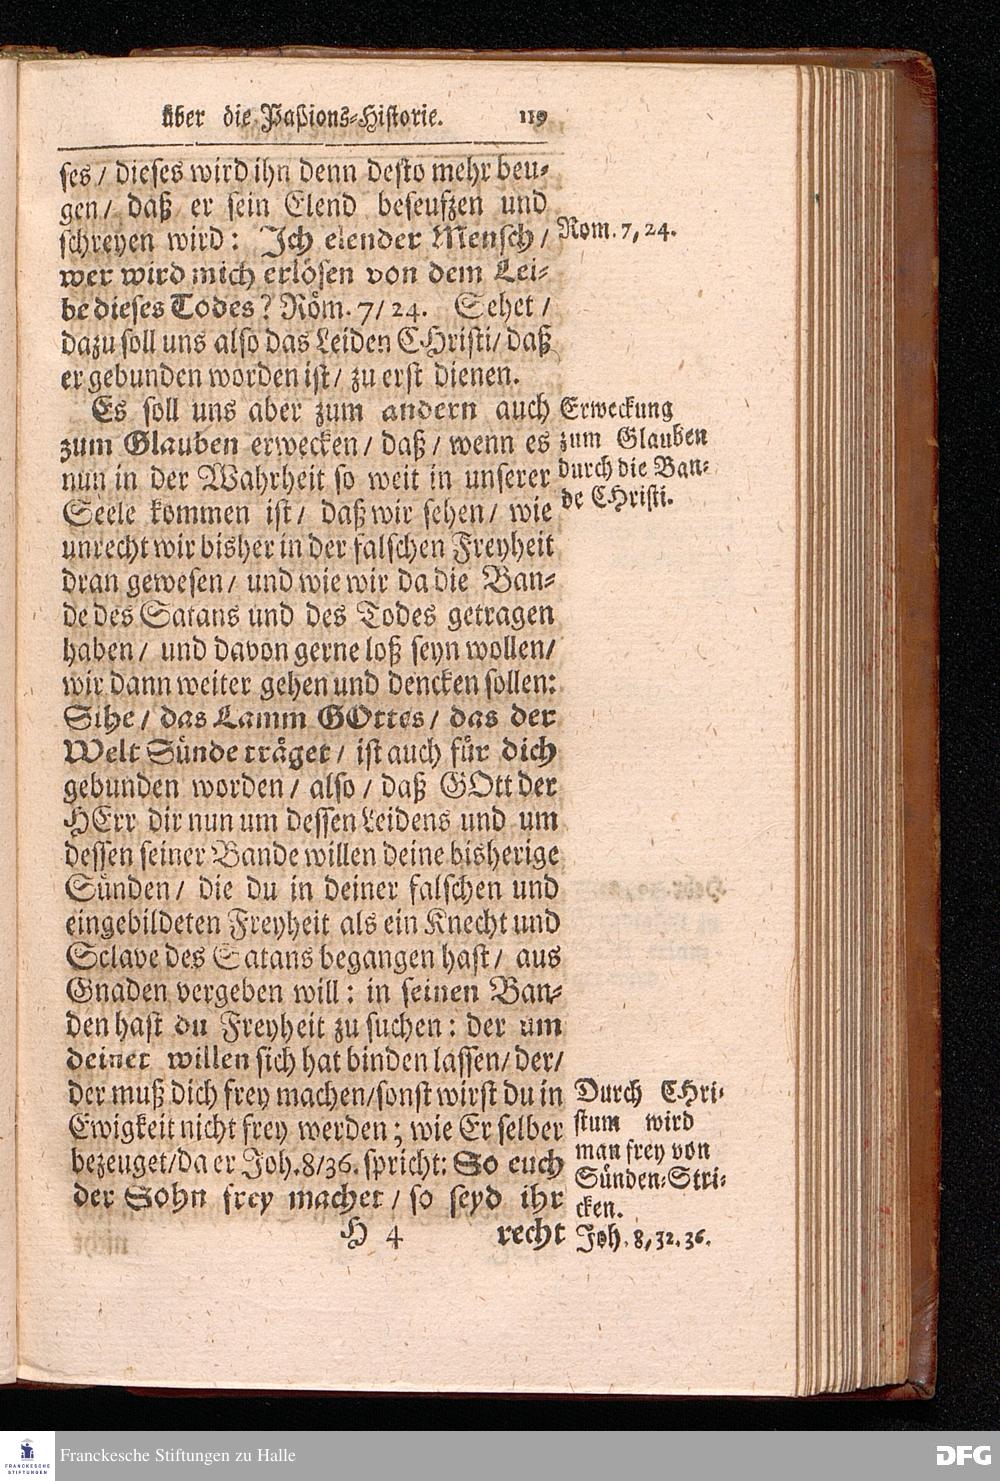 über die Paßions-Historie. 119
ses / dieses wird ihn denn desto mehr beu-
gen / daß er sein Elend beseufzen und
schreyen wird: Ich elender Mensch /
wer wird mich erlösen von dem Lei-
be dieses Todes? Röm. 7/24. Sehet /
dazu soll uns also das Leiden CHristi / daß
er gebunden worden ist / zu erst dienen.
Es soll uns aber zum andern auch
zum Glauben erwecken / daß / wenn es
nun in der Wahrheit so weit in unserer
Seele kommen ist / daß wir sehen / wie
unrecht wir bisher in der falschen Freyheit
dran gewesen / und wie wir da die Ban-
de des Satans und des Todes getragen
haben / und davon gerne loß seyn wollen /
wir dann weiter gehen und dencken sollen:
Sihe / das Lamm GOttes / das der
Welt Sünde träget / ist auch für dich
gebunden worden / also / daß GOtt der
HErr dir nun um dessen Leidens und um
dessen seiner Bande willen deine bisherige
Sünden / die du in deiner falschen und
eingebildeten Freyheit als ein Knecht und
Sclave des Satans begangen hast / aus
Gnaden vergeben will: in seinen Ban-
den hast du Freyheit zu suchen: der um
deinet willen sich hat binden lassen / der /
der muß dich frey machen / sonst wirst du in
Ewigkeit nicht frey werden; wie Er selber
bezeuget / da er Joh. 8/36. spricht: So euch
der Sohn frey machet / so seyd ihr
H 4 recht
Rom. 7, 24.
Erweckung
zum Glauben
durch die Ban-
de CHristi.
Durch CHri-
stum wird
man frey von
Sünden-Stri-
cken.
Joh. 8, 32. 36.
FRANCKESCHE
STIFTUNGEN
Franckesche Stiftungen zu Halle
DFG